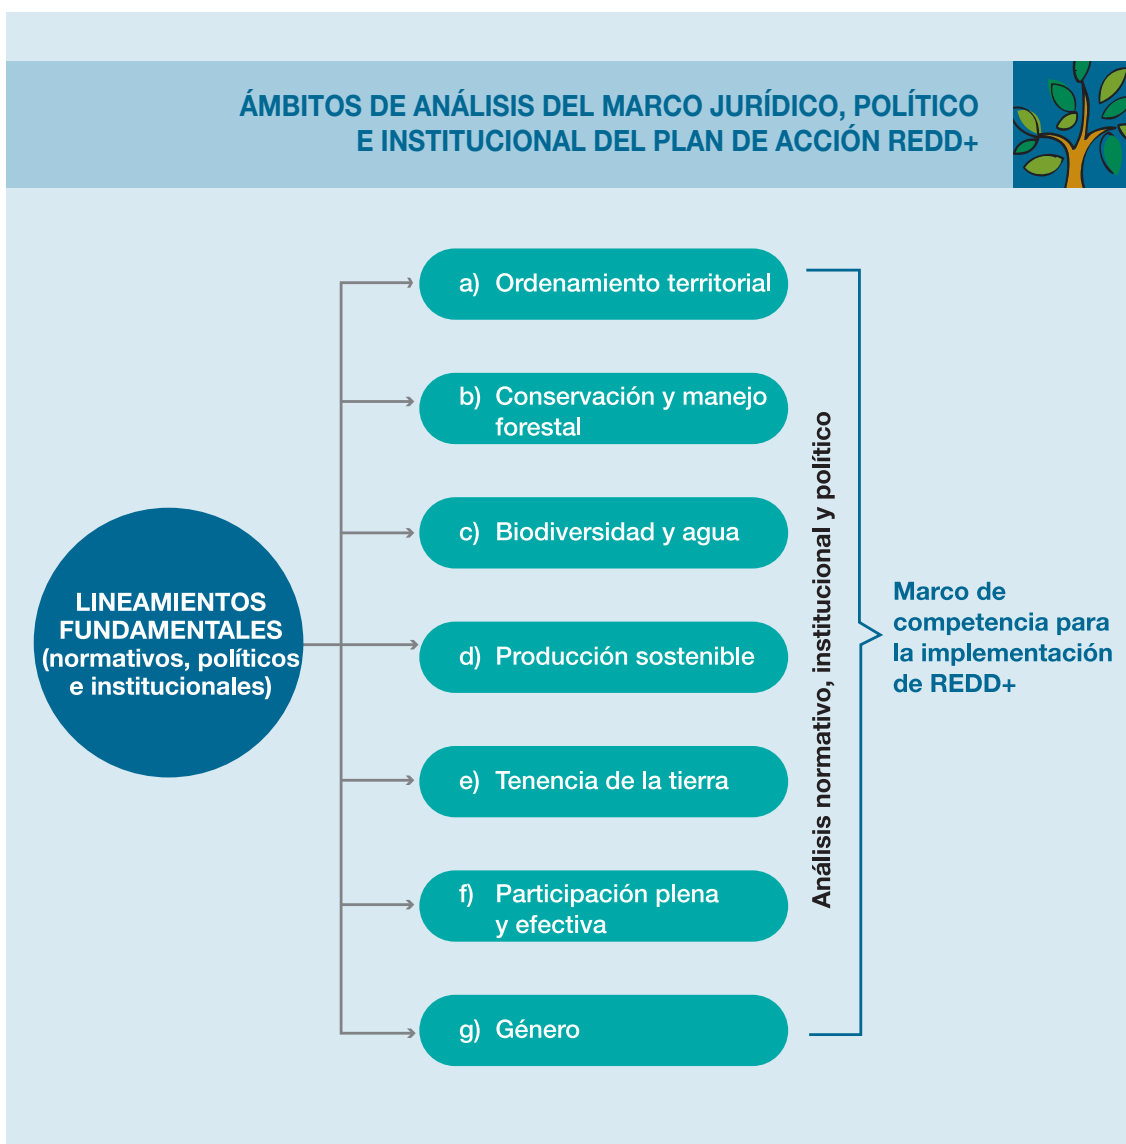 ÁMBITOS DE ANÁLISIS DEL MARCO JURÍDICO, POLÍTICO
E INSTITUCIONAL DEL PLAN DE ACCIÓN REDD+
LINEAMIENTOS
FUNDAMENTALES
(normativos, políticos
e institucionales)
a) Ordenamiento territorial
b) Conservación y manejo
forestal
c) Biodiversidad y agua
d) Producción sostenible
e) Tenencia de la tierra
f) Participación plena
y efectiva
g) Género
Análisis normativo, institucional y político
Marco de
competencia para
la implementación
de REDD+